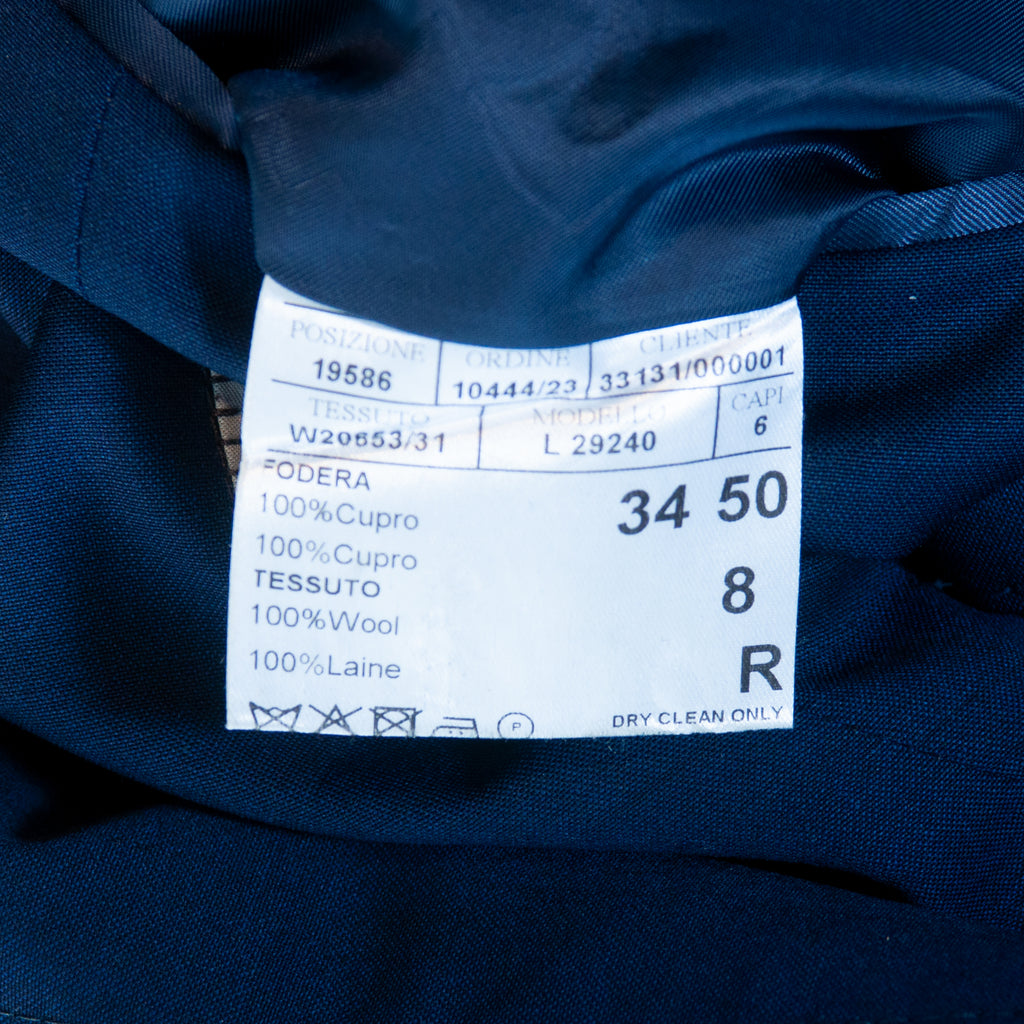 POSIZIONE ORDINE CLIENTE
19586 10444/23 33131/000001
TESSUTO MODELLO CAPI
W20653/31 L 29240 6
FODERA
100%Cupro 34 50
100%Cupro
TESSUTO 8
100%Wool
100%Laine R
P DRY CLEAN ONLY